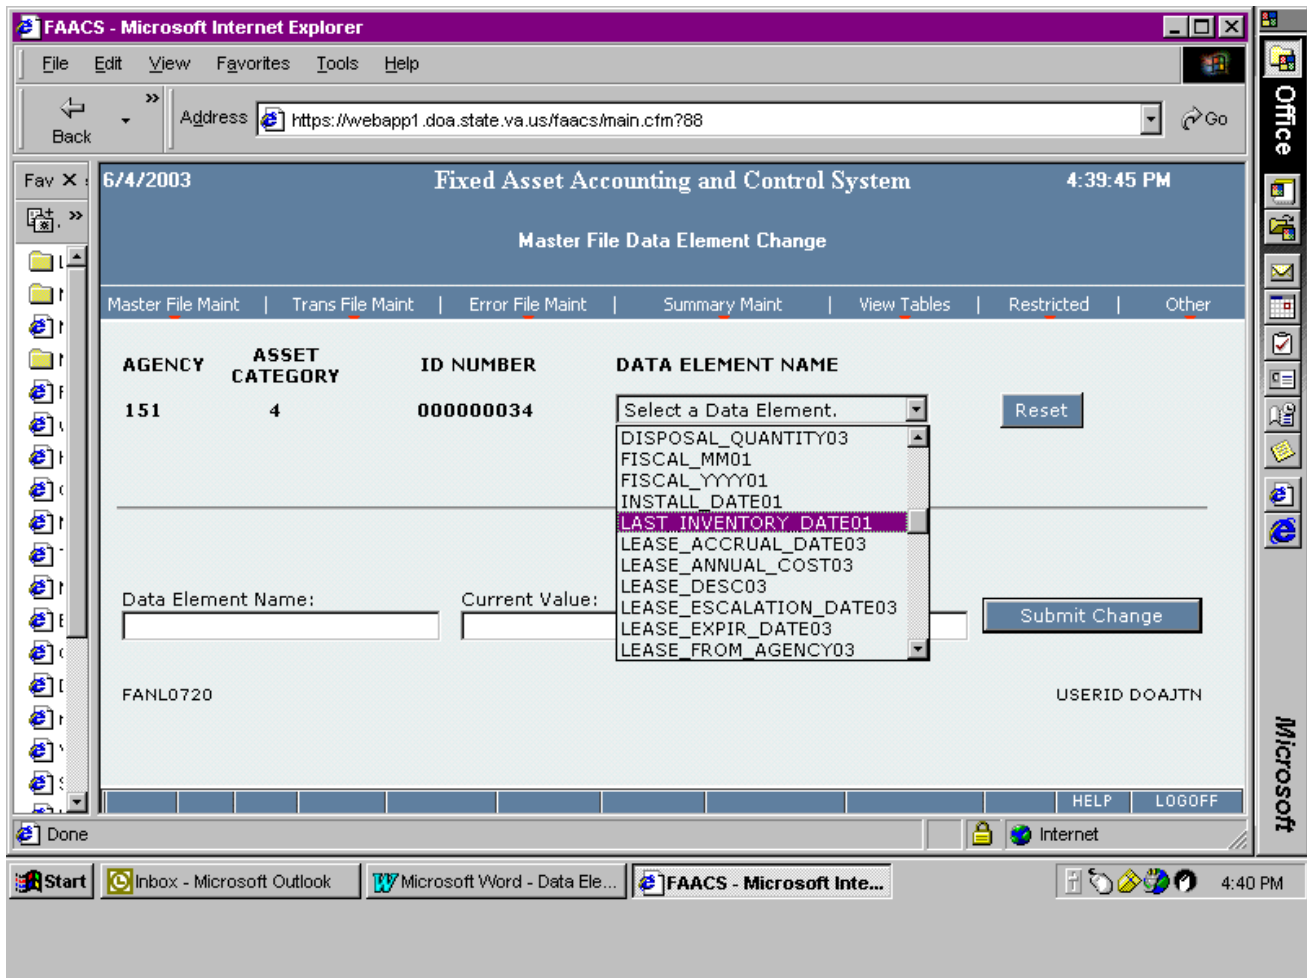 FAACS - Microsoft Internet Explorer
File Edit View Favorites Tools Help
Back » Address https://webapp1.doa.state.va.us/faacs/main.cfm?88 Go
Office
Fav X
6/4/2003 Fixed Asset Accounting and Control System 4:39:45 PM
Master File Data Element Change
Master File Maint | Trans File Maint | Error File Maint | Summary Maint | View Tables | Restricted | Other
AGENCY ASSET CATEGORY ID NUMBER DATA ELEMENT NAME
151 4 000000034 Select a Data Element. Reset
DISPOSAL_QUANTITY03
FISCAL_MM01
FISCAL_YYYY01
INSTALL_DATE01
LAST_INVENTORY_DATE01
LEASE_ACCRUAL_DATE03
LEASE_ANNUAL_COST03
LEASE_DESC03
LEASE_ESCALATION_DATE03
LEASE_EXPIR_DATE03
LEASE_FROM_AGENCY03
Data Element Name: Current Value: Submit Change
FANL0720 USERID DOAJTN
HELP LOGOFF
Microsoft
Done Internet
Start Inbox - Microsoft Outlook Microsoft Word - Data Ele... FAACS - Microsoft Inte... 4:40 PM